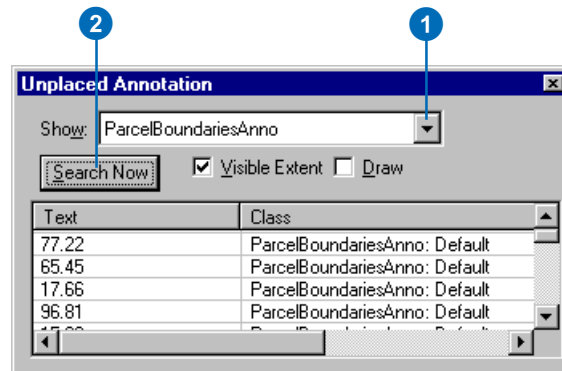 2 1
Unplaced Annotation
Show: ParcelBoundariesAnno
Search Now Visible Extent Draw
Text Class
77.22 ParcelBoundariesAnno: Default
65.45 ParcelBoundariesAnno: Default
17.66 ParcelBoundariesAnno: Default
96.81 ParcelBoundariesAnno: Default